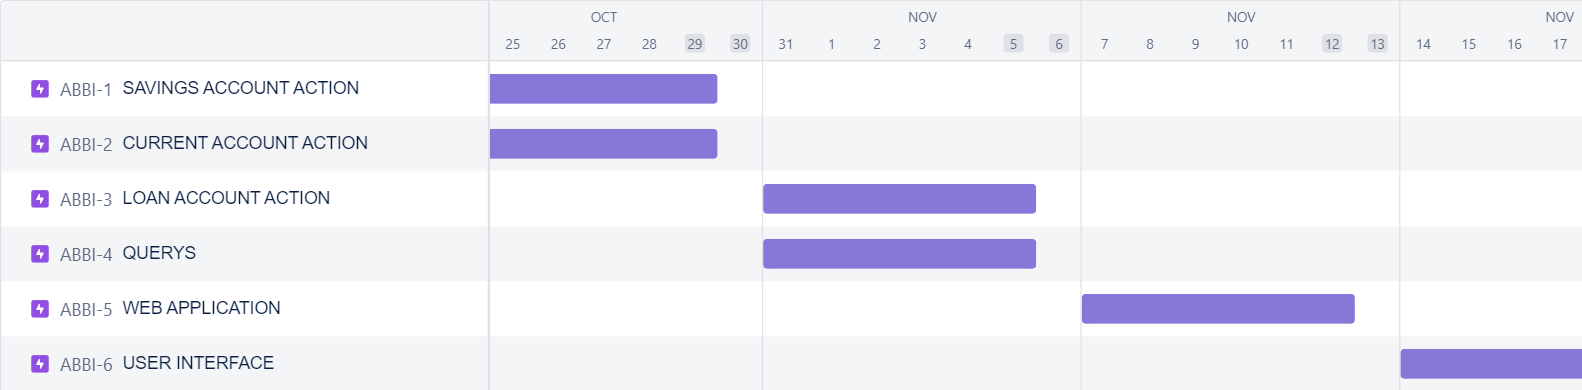 OCT NOV NOV NOV
25 26 27 28 29 30 31 1 2 3 4 5 6 7 8 9 10 11 12 13 14 15 16 17
ABBI-1 SAVINGS ACCOUNT ACTION
ABBI-2 CURRENT ACCOUNT ACTION
ABBI-3 LOAN ACCOUNT ACTION
ABBI-4 QUERYS
ABBI-5 WEB APPLICATION
ABBI-6 USER INTERFACE